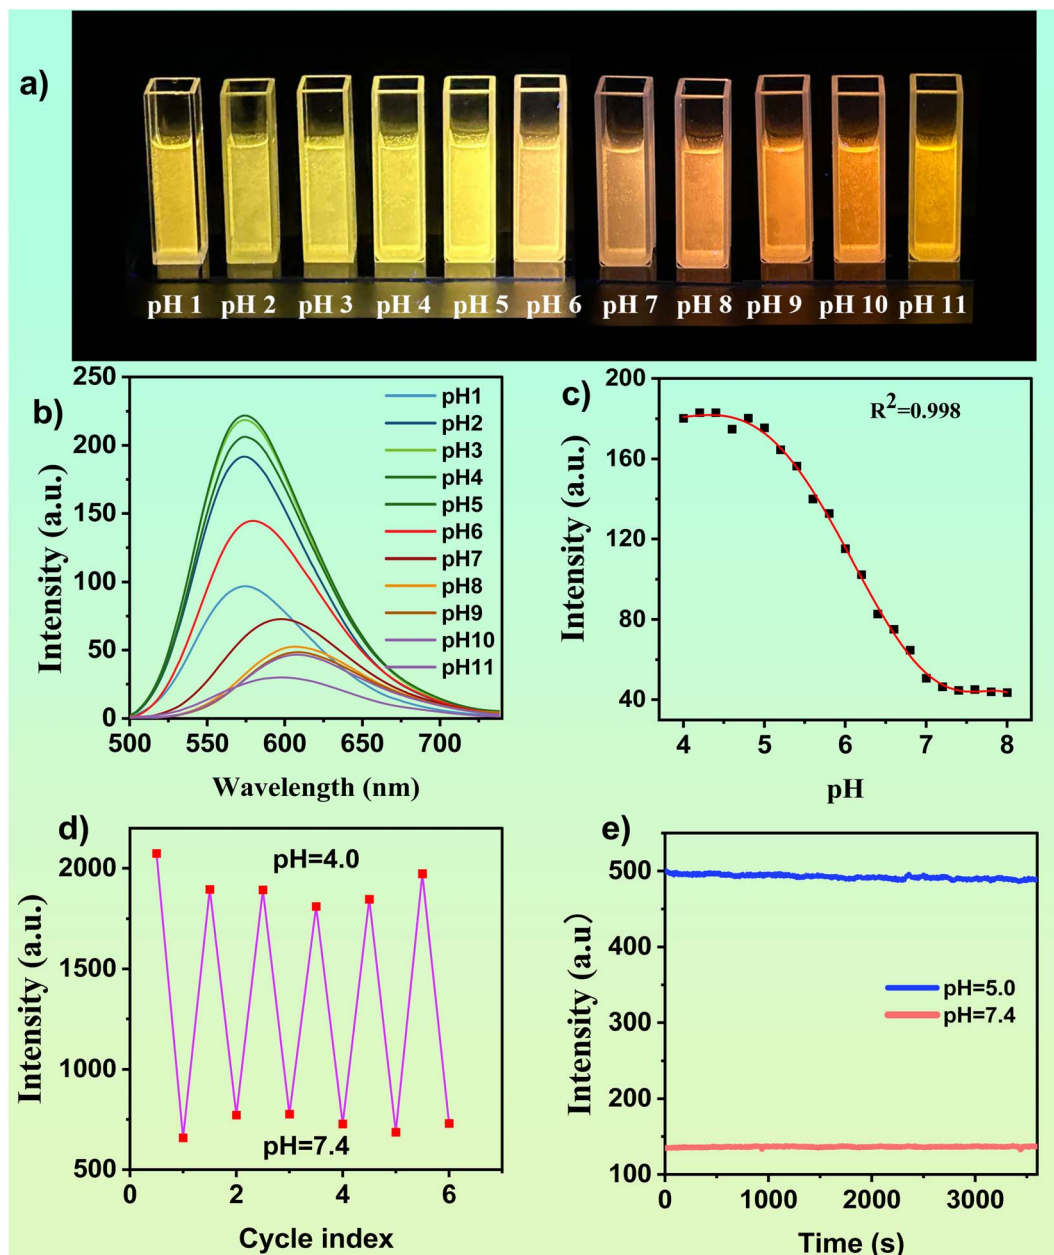 a)
pH 1 pH 2 pH 3 pH 4 pH 5 pH 6 pH 7 pH 8 pH 9 pH 10 pH 11
b)
250
200
150
100
50
0
Intensity (a.u.)
500 550 600 650 700
Wavelength (nm)
pH1
pH2
pH3
pH4
pH5
pH6
pH7
pH8
pH9
pH10
pH11
c)
200
160
120
80
40
Intensity (a.u.)
R²=0.998
4 5 6 7 8
pH
d)
2000
1500
1000
500
Intensity (a.u.)
pH=4.0
pH=7.4
0 2 4 6
Cycle index
e)
500
400
300
200
100
Intensity (a.u)
pH=5.0
pH=7.4
0 1000 2000 3000
Time (s)